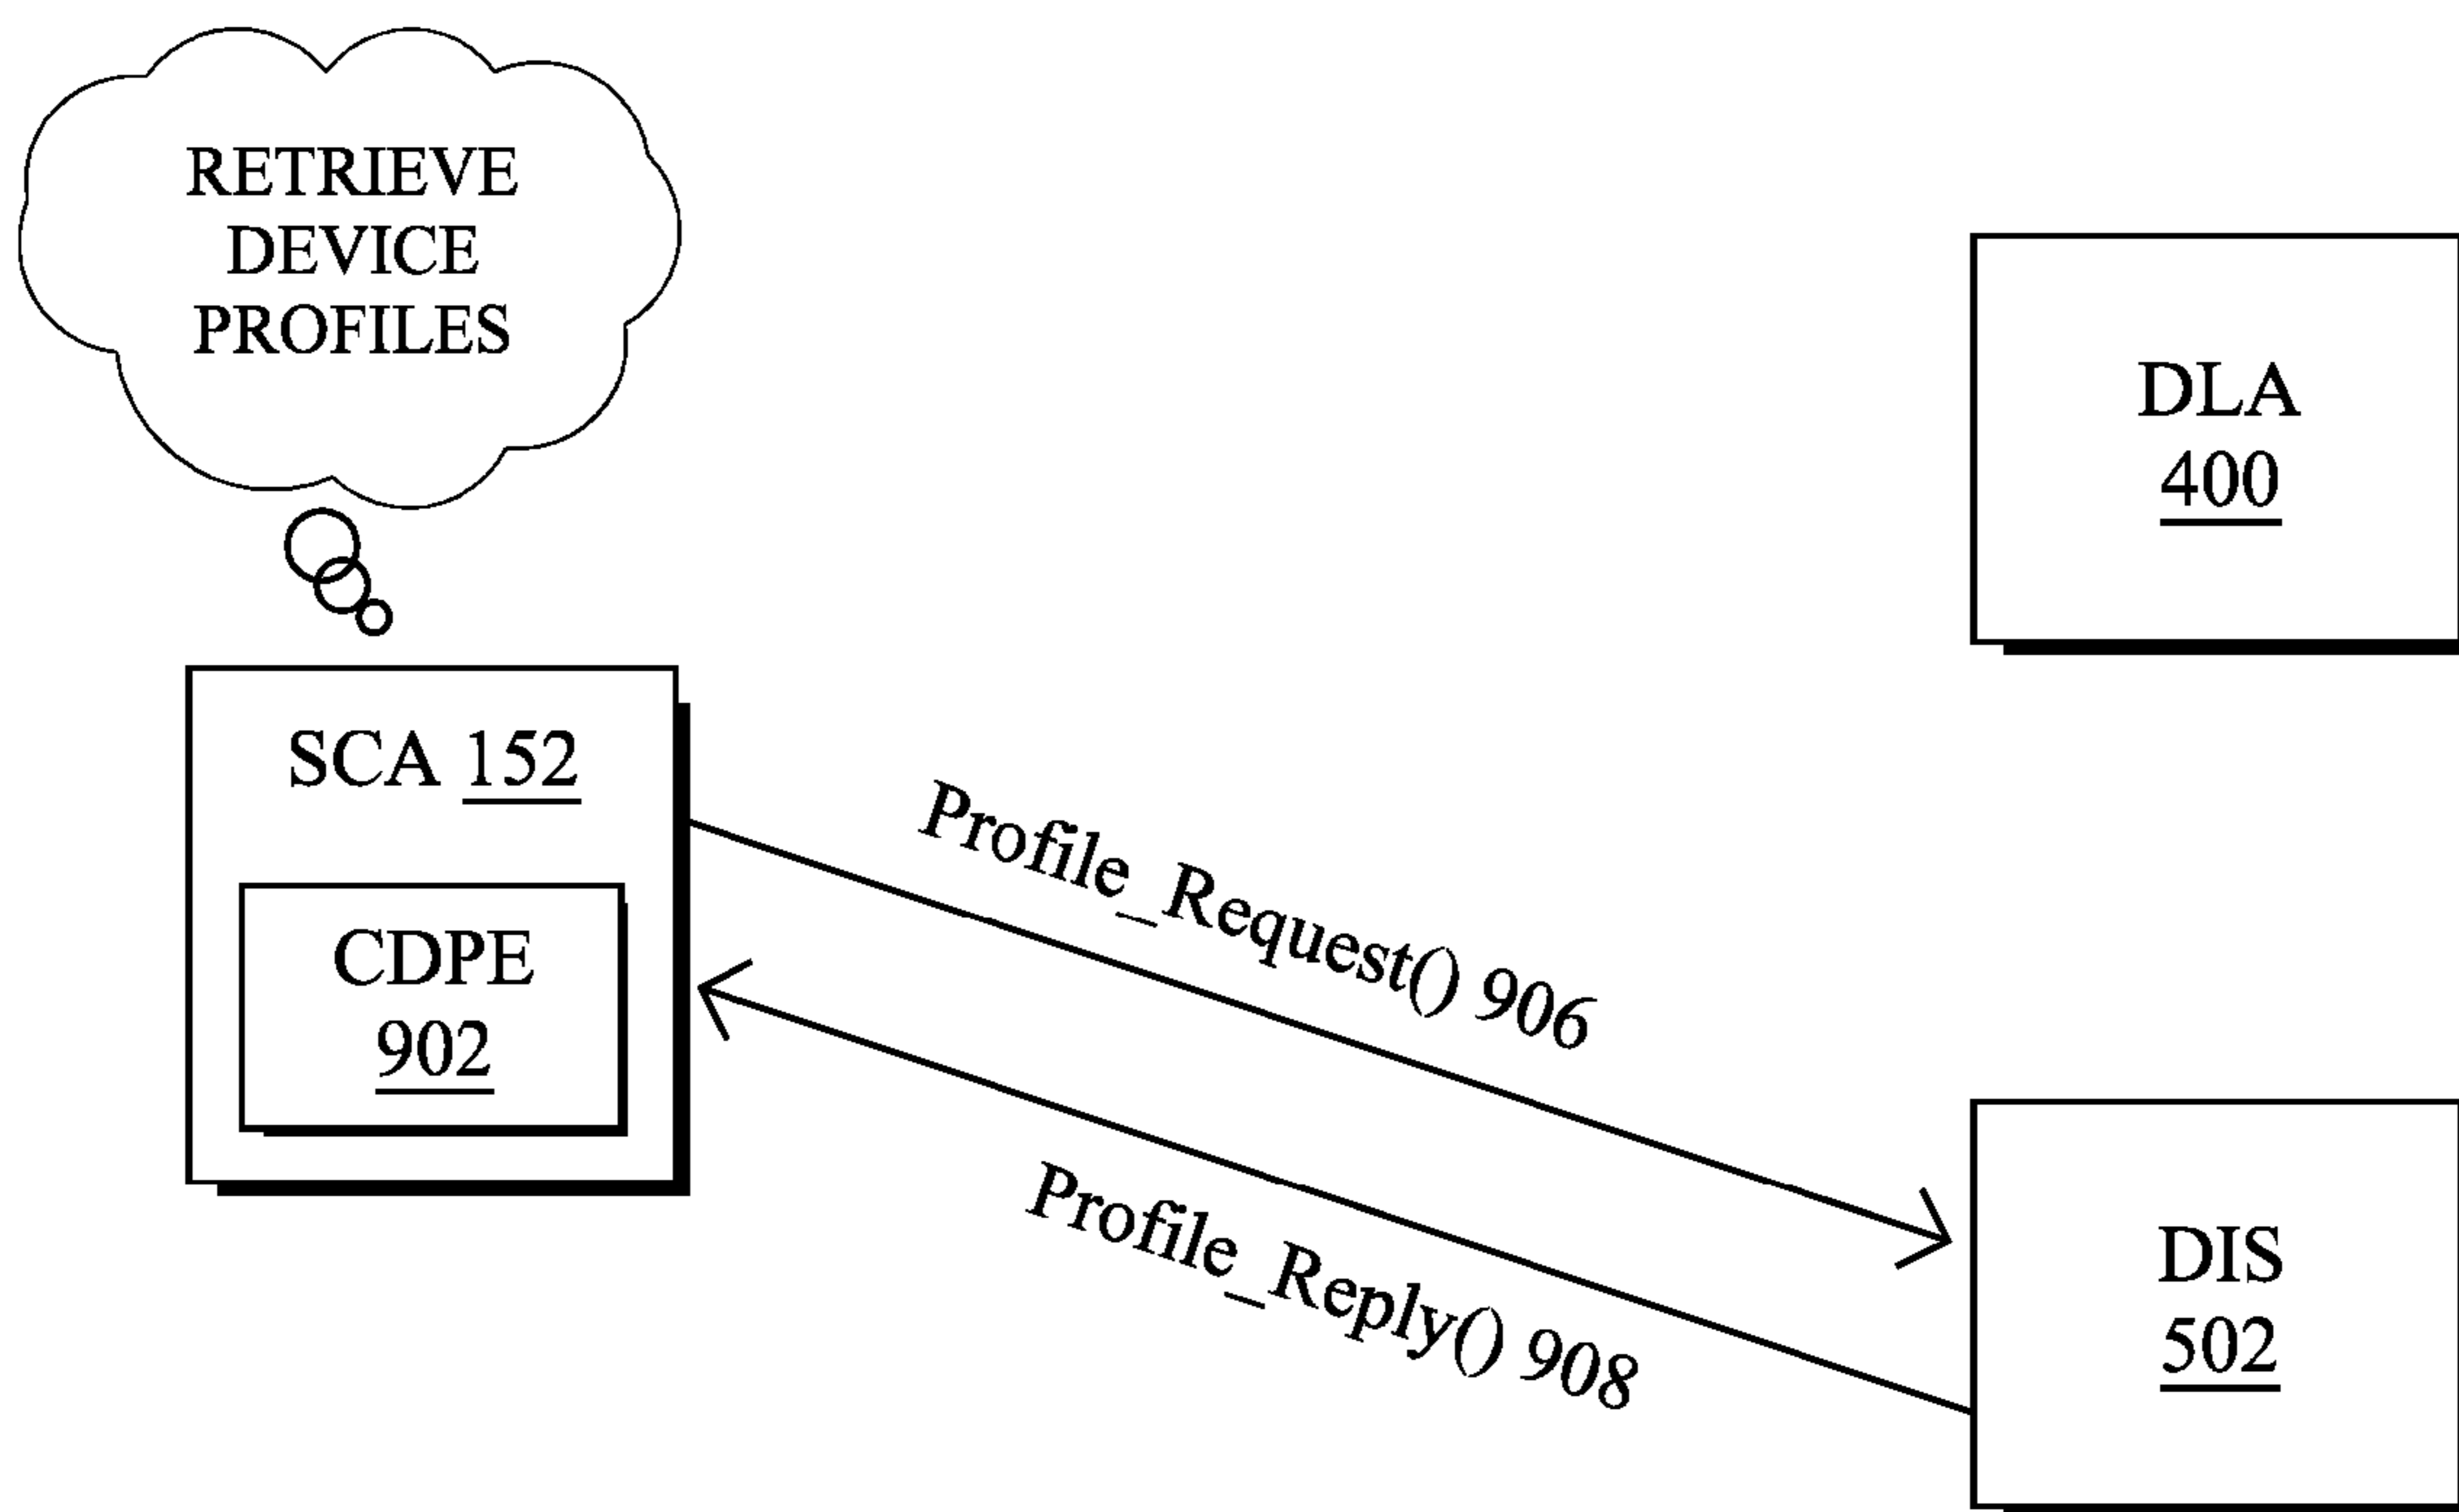 RETRIEVE
DEVICE
PROFILES
DLA
400
SCA 152
CDPE
902
Profile_Request() 906
Profile_Reply() 908
DIS
502